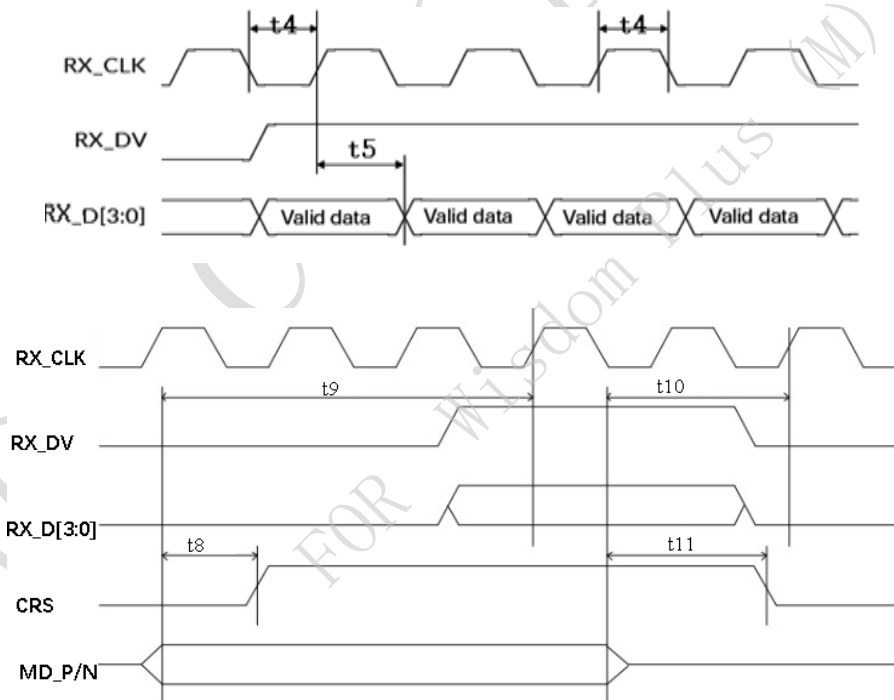 t4 t4
RX_CLK
RX_DV
t5
RX_D[3:0] Valid data Valid data Valid data Valid data
RX_CLK
t9 t10
RX_DV
RX_D[3:0]
t8 t11
CRS
MD_P/N
FOR Wisdom Plus (M)